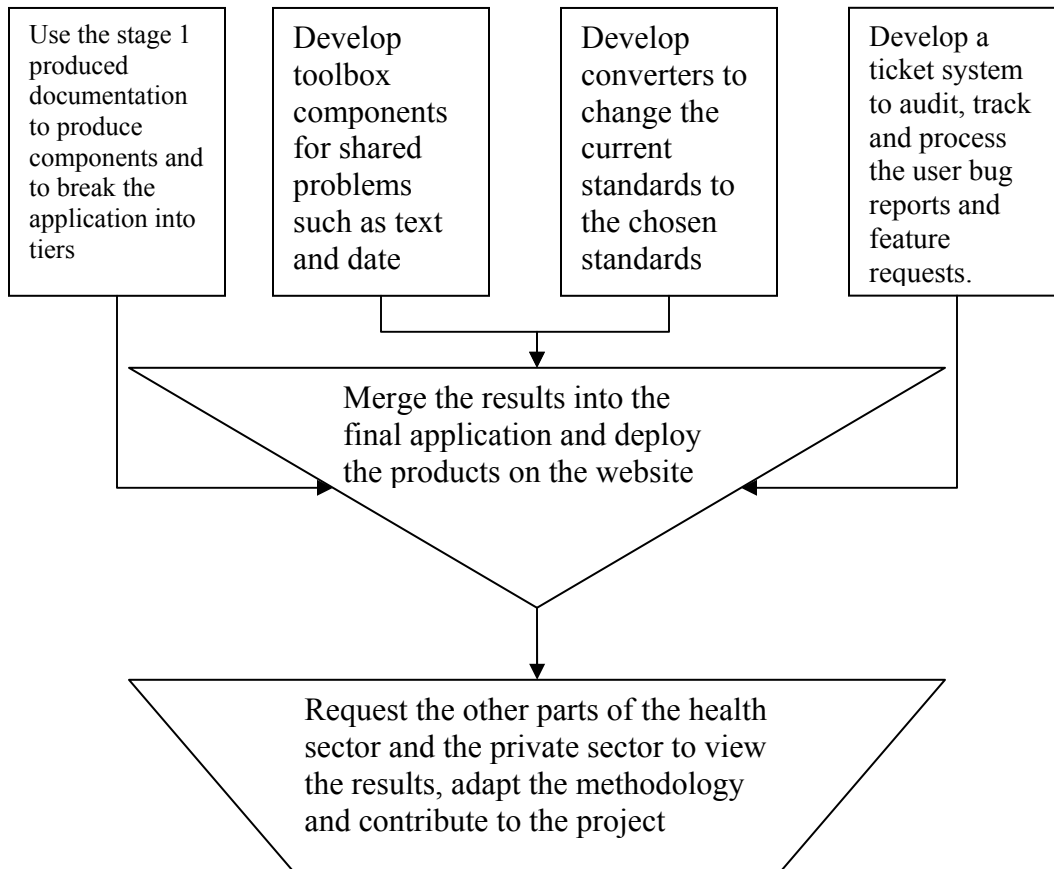 Use the stage 1
produced
documentation
to produce
components and
to break the
application into
tiers
Develop
toolbox
components
for shared
problems
such as text
and date
Develop
converters to
change the
current
standards to
the chosen
standards
Develop a
ticket system
to audit, track
and process
the user bug
reports and
feature
requests.
Merge the results into the
final application and deploy
the products on the website
Request the other parts of the health
sector and the private sector to view
the results, adapt the methodology
and contribute to the project